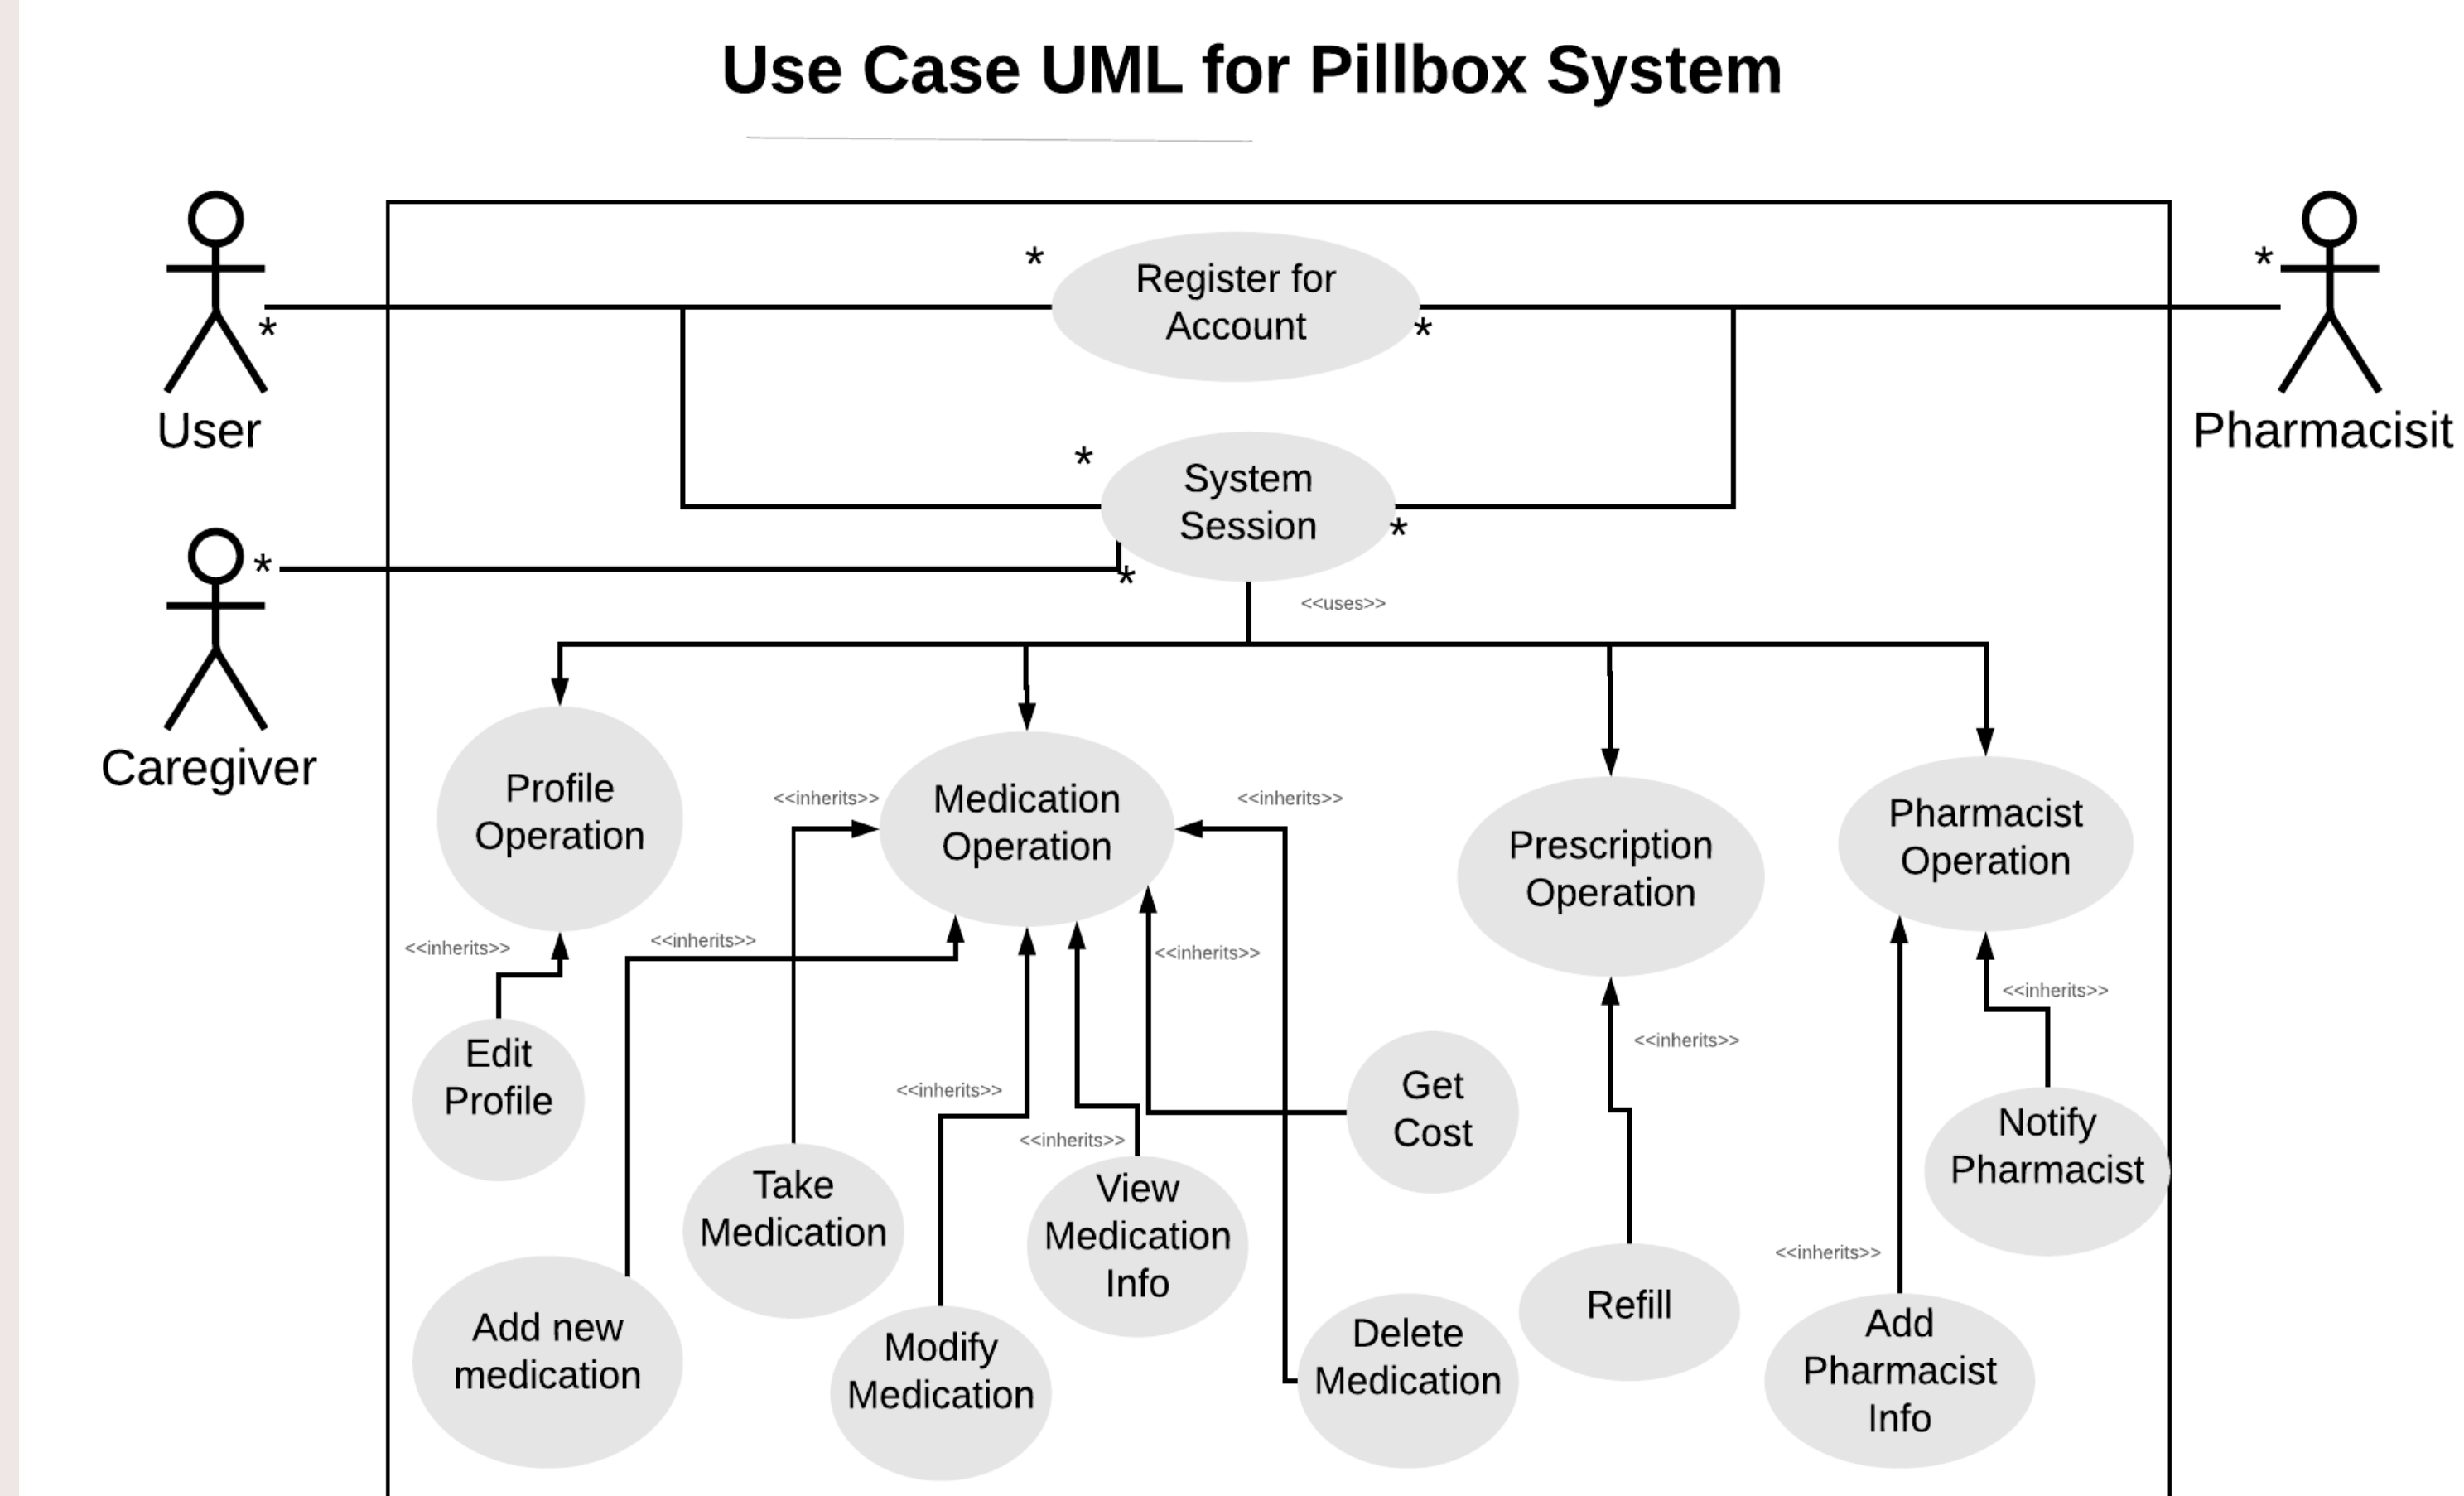 Use Case UML for Pillbox System
*
*
Register for
Account
*
*
User
Pharmacisit
*
System
Session
*
*
*
<<uses>>
Caregiver
Profile
Operation
<<inherits>>
Medication
Operation
<<inherits>>
Prescription
Operation
Pharmacist
Operation
<<inherits>>
<<inherits>>
<<inherits>>
<<inherits>>
<<inherits>>
Edit
Profile
<<inherits>>
<<inherits>>
Get
Cost
Notify
Pharmacist
Take
Medication
View
Medication
Info
<<inherits>>
Add new
medication
Modify
Medication
Delete
Medication
Refill
Add
Pharmacist
Info